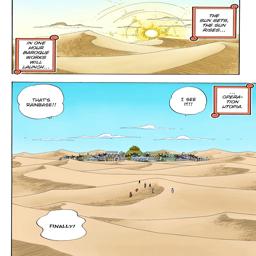 THE
SUN SETS,
THE SUN
RISES...
IN ONE
HOUR
BAROQUE
WORKS
WILL
LAUNCH...
...
OPERA-
TION
UTOPIA.
I SEE
IT!!
THAT'S
RAINBASE!!
FINALLY!